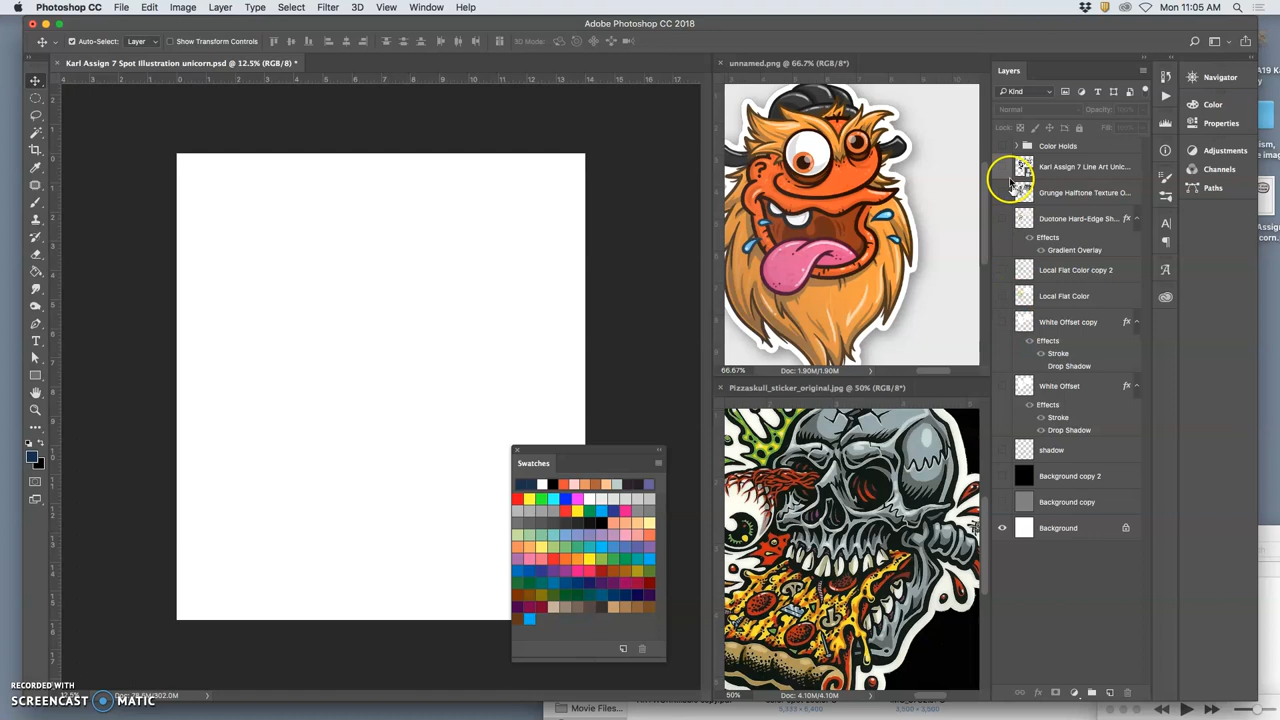 Photoshop CC File Edit Image Layer Type Select Filter 3D View Window Help
Mon 11:05 AM
Adobe Photoshop CC 2018
Auto-Select: Layer Show Transform Controls 3D Mode:
Karl Assign 7 Spot Illustration unicorn.psd @ 12.5% (RGB/8) *
unnamed.png @ 66.7% (RGB/8*)
66.67% Doc: 1.90M/1.90M
Pizzaskull_sticker_original.jpg @ 50% (RGB/8*)
50% Doc: 4.10M/4.10M
Swatches
Layers
Kind
Normal Opacity: 100%
Lock: Fill: 100%
Color Holds
Karl Assign 7 Line Art Unic...
Grunge Halftone Texture O...
Duotone Hard-Edge Sh... fx
Effects
Gradient Overlay
Local Flat Color copy 2
Local Flat Color
White Offset copy fx
Effects
Stroke
Drop Shadow
White Offset fx
Effects
Stroke
Drop Shadow
shadow
Background copy 2
Background copy
Background
Navigator
Color
Properties
Adjustments
Channels
Paths
RECORDED WITH
SCREENCAST MATIC
Movie Files...